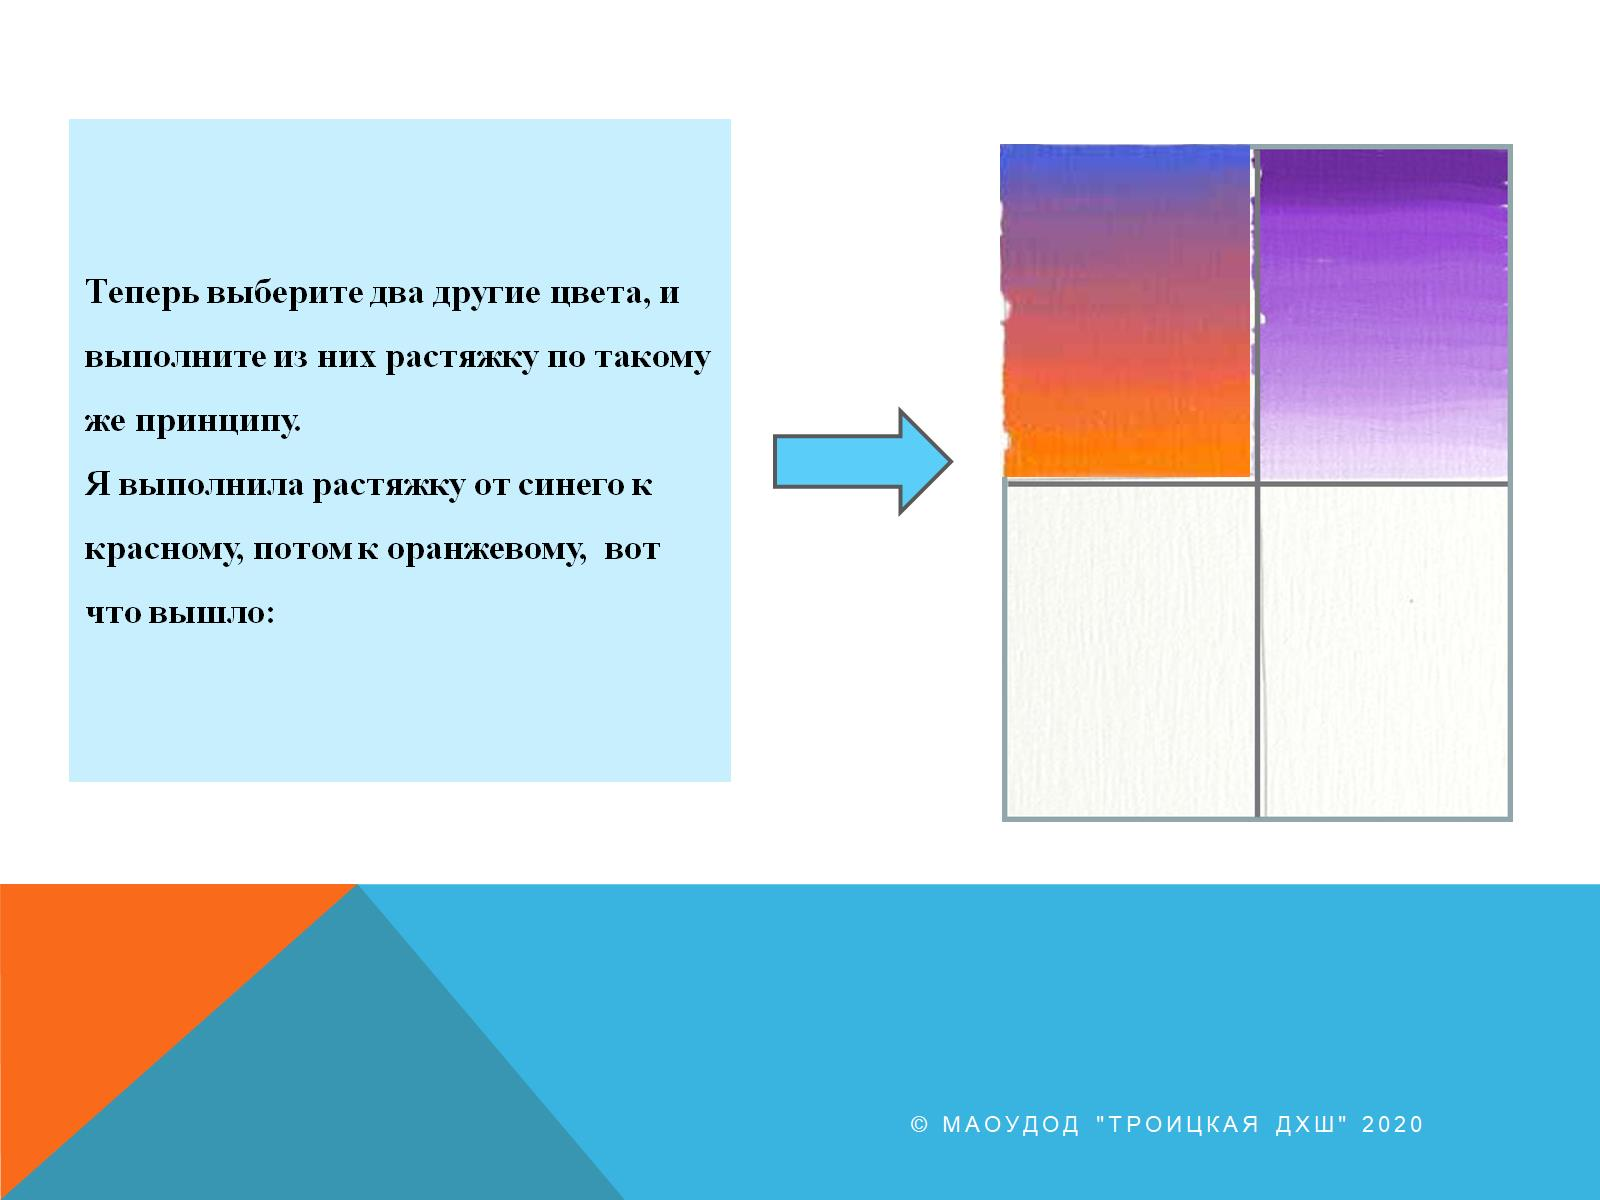 Теперь выберите два другие цвета, и
выполните из них растяжку по такому
же принципу.
Я выполнила растяжку от синего к
красному, потом к оранжевому,  вот
что вышло:
© МАОУДОД "ТРОИЦКАЯ ДХШ" 2020